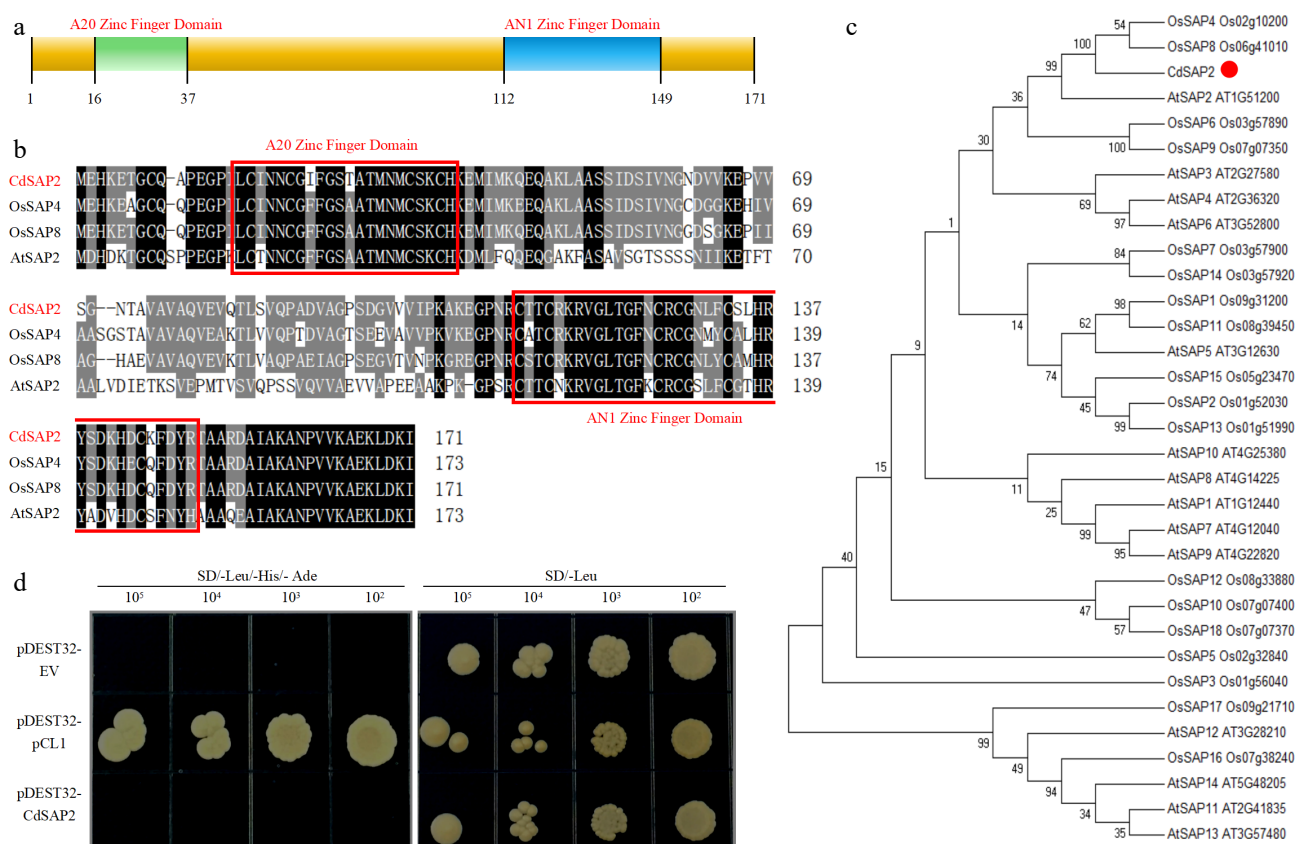 a
A20 Zinc Finger Domain AN1 Zinc Finger Domain
1 16 37 112 149 171
b
A20 Zinc Finger Domain
CdSAP2 MEHKETGCQ-APEGPILCINNCGIFGSTATMNMCSKCHKEMIMKQEQAKLAASSIDSIVNGNDVVKEPVV 69
OsSAP4 MEHKEAGCQ-QPEGPILCINNCGFFGSAATMNMCSKCHKEMIMKEEQAKLAASSIDSIVNGCDGGKEHIV 69
OsSAP8 MEHKETGCQ-QPEGPILCINNCGFFGSAATMNMCSKCHKEMIMKQEQAKLAASSIDSIVNGGDSGKEPII 69
AtSAP2 MDHDKTGCQSPPEGPKLCTNNCGFFGSAATMNMCSKCHKDMLFQQEQGAKFASAVSGTSSSSNIIKETFT 70
CdSAP2 SG--NTAVAVAQVEVQTLSVQPADVAGPSDGVVVIPKAKEGPNRCTTCRKRVGLTGFNCRCGNLFCSLHR 137
OsSAP4 AASGSTAVAVAQVEAKTLVVQPTDVAGTSEEVAVVPKVKEGPNRCATCRKRVGLTGFNCRCGNMYCALHR 139
OsSAP8 AG--HAEVAVAQVEVKTLVAQPAEIAGPSEGVTVNPKGREGPNRCSTCRKRVGLTGFNCRCGNLYCAMHR 137
AtSAP2 AALVDIETKSVEPMTVSVQPSSVQVVAEVVAPEEAAKPK-GPSRCTTCNKRVGLTGFKCRCGSLFCGTHR 139
AN1 Zinc Finger Domain
CdSAP2 YSDKHDCKFDYRTAARDAIAKANPVVKAEKLDKI 171
OsSAP4 YSDKHECQFDYRTAARDAIAKANPVVKAEKLDKI 173
OsSAP8 YSDKHDCQFDYRTAARDAIAKANPVVKAEKLDKI 171
AtSAP2 YADVHDCSFNYHAAAQEAIAKANPVVKAEKLDKI 173
c
OsSAP4 Os02g10200
OsSAP8 Os06g41010
CdSAP2
AtSAP2 AT1G51200
OsSAP6 Os03g57890
OsSAP9 Os07g07350
AtSAP3 AT2G27580
AtSAP4 AT2G36320
AtSAP6 AT3G52800
OsSAP7 Os03g57900
OsSAP14 Os03g57920
OsSAP1 Os09g31200
OsSAP11 Os08g39450
AtSAP5 AT3G12630
OsSAP15 Os05g23470
OsSAP2 Os01g52030
OsSAP13 Os01g51990
AtSAP10 AT4G25380
AtSAP8 AT4G14225
AtSAP1 AT1G12440
AtSAP7 AT4G12040
AtSAP9 AT4G22820
OsSAP12 Os08g33880
OsSAP10 Os07g07400
OsSAP18 Os07g07370
OsSAP5 Os02g32840
OsSAP3 Os01g56040
OsSAP17 Os09g21710
AtSAP12 AT3G28210
OsSAP16 Os07g38240
AtSAP14 AT5G48205
AtSAP11 AT2G41835
AtSAP13 AT3G57480
54
100
99
36
100
30
69
97
1
84
14
98
62
74
45
99
9
15
11
25
99
95
40
47
57
99
49
94
34
35
d
SD/-Leu/-His/- Ade SD/-Leu
10⁵ 10⁴ 10³ 10² 10⁵ 10⁴ 10³ 10²
pDEST32-
EV
pDEST32-
pCL1
pDEST32-
CdSAP2